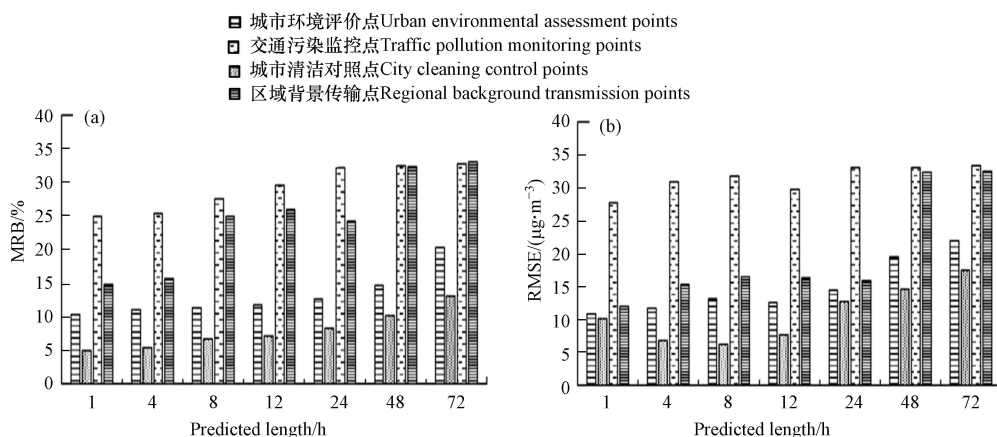 城市环境评价点Urban environmental assessment points
交通污染监控点Traffic pollution monitoring points
城市清洁对照点City cleaning control points
区域背景传输点Regional background transmission points
(a)
MRB/%
40
35
30
25
20
15
10
5
0
1 4 8 12 24 48 72
Predicted length/h
(b)
RMSE/(μg·m⁻³)
40
35
30
25
20
15
10
5
0
1 4 8 12 24 48 72
Predicted length/h